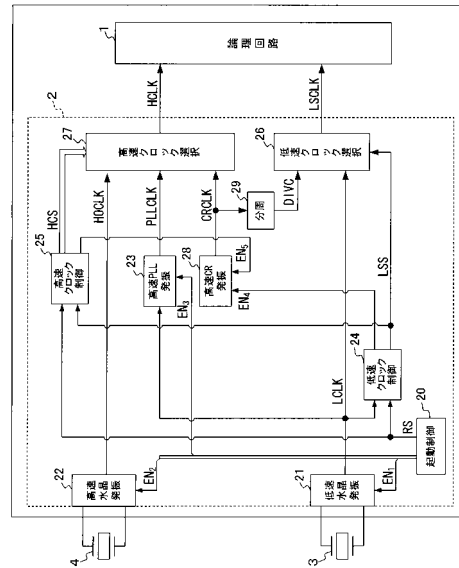 1
論理回路
2
HCLK
LSCLK
27
高速クロック選択
26
低速クロック選択
HCS
HOCLK
PLLCLK
CRCLK
29
分周
DIVC
25
高速
クロック
制御
23
高速PLL
発振
EN3
28
高速CR
発振
EN5
EN4
LSS
24
低速
クロック
制御
LCLK
RS
20
起動制御
22
高速
水晶
発振
EN2
21
低速
水晶
発振
EN1
4
3